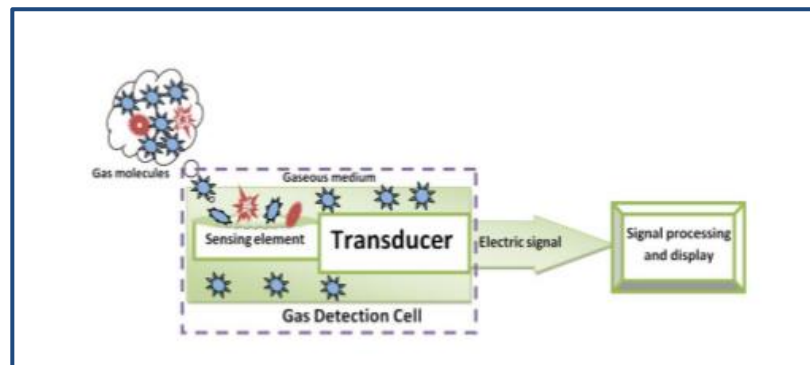 Gas molecules
Gaseous medium
Sensing element
Transducer
Electric signal
Signal processing
and display
Gas Detection Cell